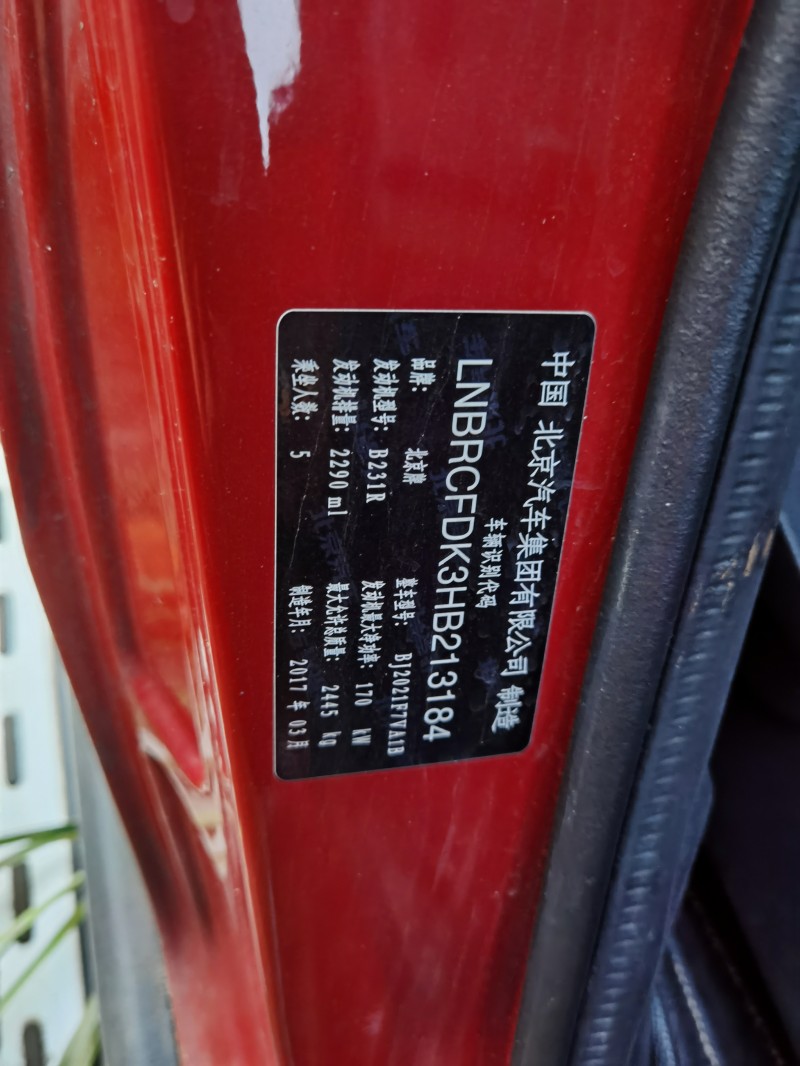 中国 北京汽车集团有限公司 制造
车辆识别代码
LNBRCFDK3HB213184
品牌: 北京牌 整车型号: BJ2021F7VA1B
发动机型号: B231R 发动机最大净功率: 170 kW
发动机排量: 2290 ml 最大允许总质量: 2445 kg
乘坐人数: 5 制造年月: 2017 年 03 月